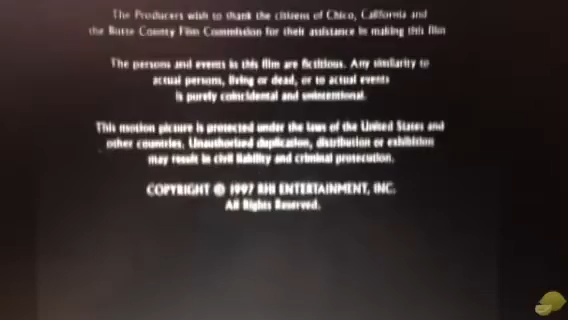 The Producers wish to thank the citizens of Chico, California and
the Butte County Film Commission for their assistance in making this film
The persons and events in this film are fictitious. Any similarity to
actual persons, living or dead, or to actual events
is purely coincidental and unintentional.
This motion picture is protected under the laws of the United States and
other countries. Unauthorized duplication, distribution or exhibition
may result in civil liability and criminal prosecution.
COPYRIGHT © 1997 RHI ENTERTAINMENT, INC.
All Rights Reserved.